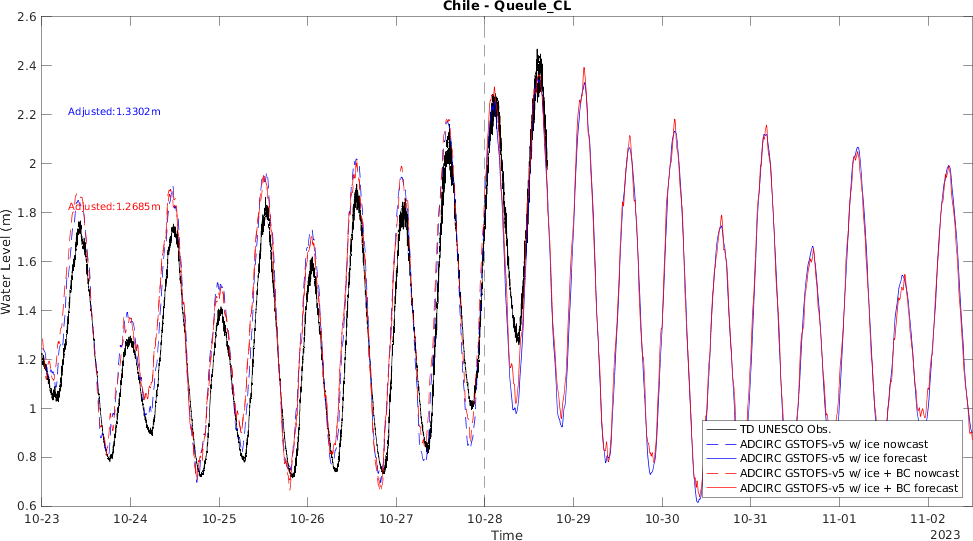 Chile - Queule_CL
2.6
2.4
2.2
2
1.8
1.6
1.4
1.2
1
0.8
0.6
Water Level (m)
Adjusted:1.3302m
Adjusted:1.2685m
TD UNESCO Obs.
ADCIRC GSTOFS-v5 w/ ice nowcast
ADCIRC GSTOFS-v5 w/ ice forecast
ADCIRC GSTOFS-v5 w/ ice + BC nowcast
ADCIRC GSTOFS-v5 w/ ice + BC forecast
10-23 10-24 10-25 10-26 10-27 10-28 10-29 10-30 10-31 11-01 11-02
2023
Time